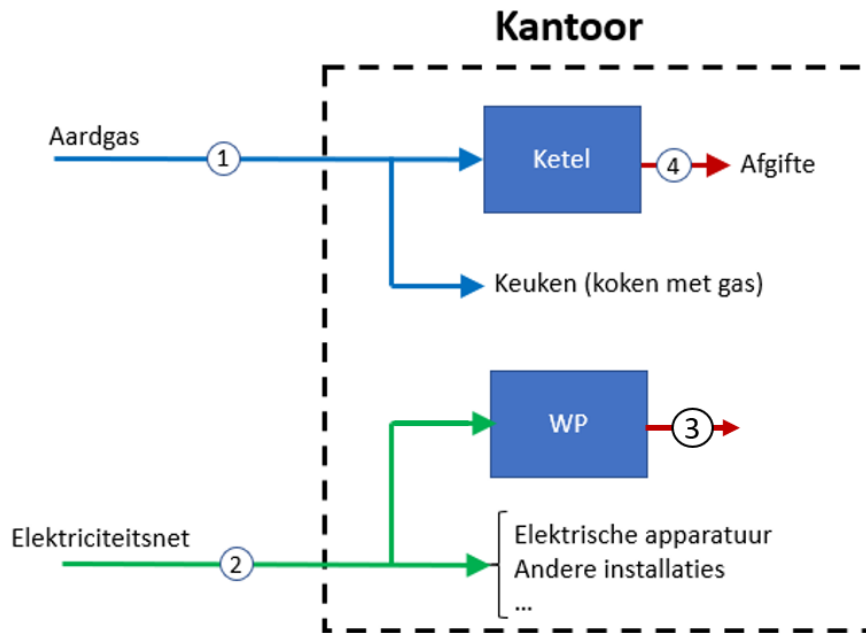 Kantoor
Aardgas
1
Ketel
4
Afgifte
Keuken (koken met gas)
WP
3
Elektriciteitsnet
2
Elektrische apparatuur
Andere installaties
...